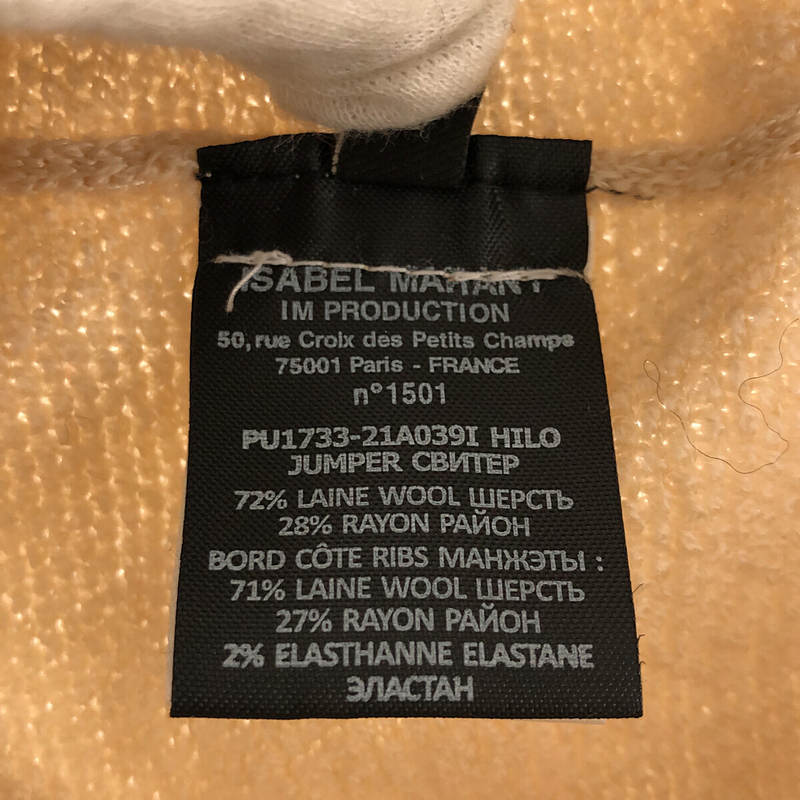 ISABEL MARANT
IM PRODUCTION
50, rue Croix des Petits Champs
75001 Paris - FRANCE
n°1501
PU1733-21A039I HILO
JUMPER СВИТЕР
72% LAINE WOOL ШЕРСТЬ
28% RAYON РАЙОН
BORD CÔTE RIBS МАНЖЭТЫ :
71% LAINE WOOL ШЕРСТЬ
27% RAYON РАЙОН
2% ELASTHANNE ELASTANE
ЭЛАСТАН